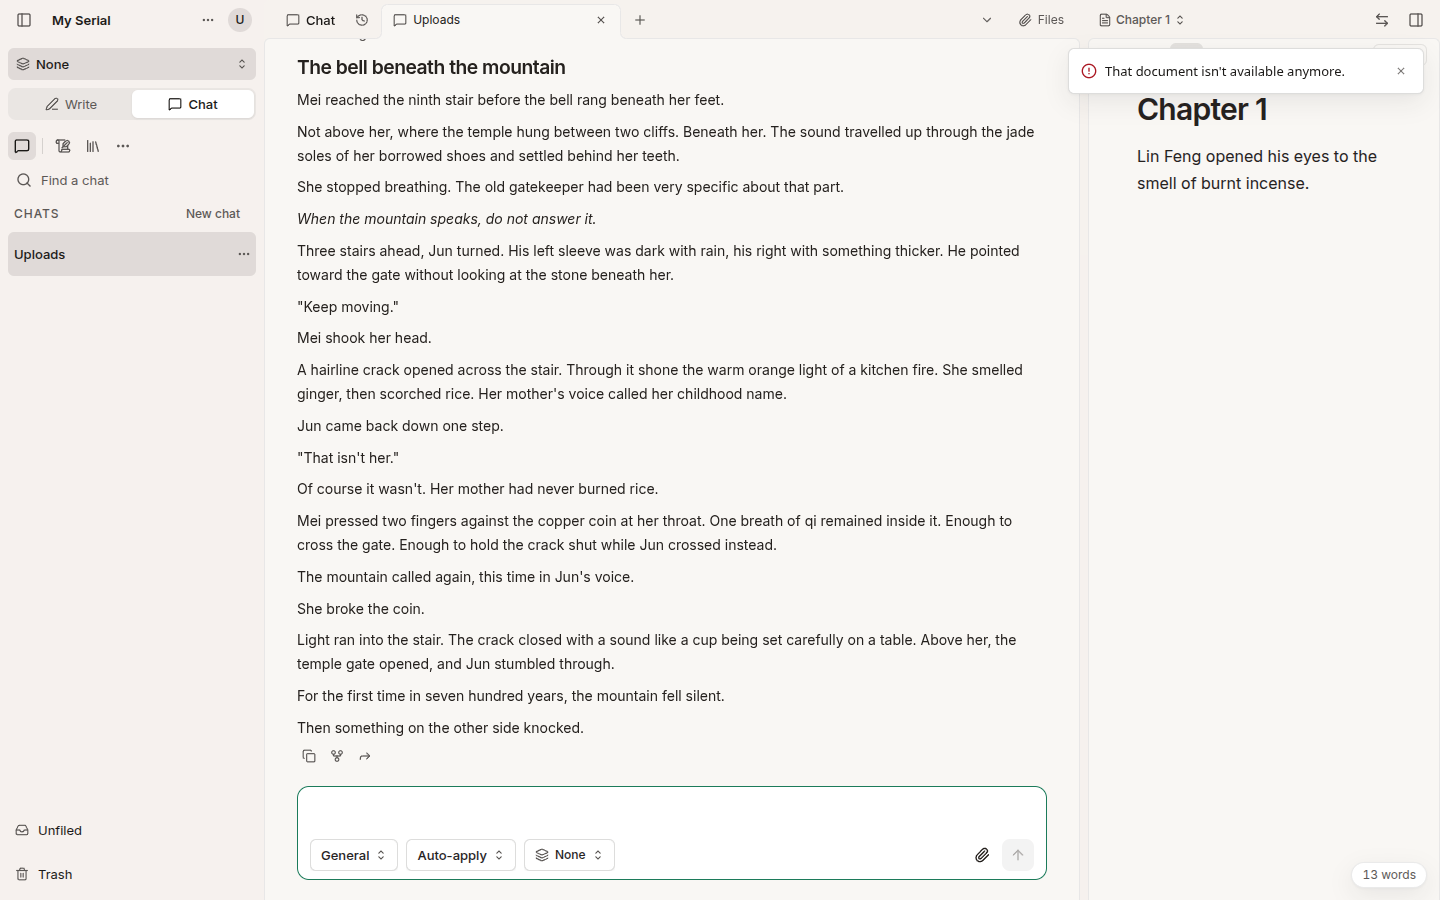 My Serial
U
Chat
Uploads
Files
Chapter 1
None
Write
Chat
Find a chat
CHATS
New chat
Uploads
Unfiled
Trash
The bell beneath the mountain
Mei reached the ninth stair before the bell rang beneath her feet.
Not above her, where the temple hung between two cliffs. Beneath her. The sound travelled up through the jade
soles of her borrowed shoes and settled behind her teeth.
She stopped breathing. The old gatekeeper had been very specific about that part.
When the mountain speaks, do not answer it.
Three stairs ahead, Jun turned. His left sleeve was dark with rain, his right with something thicker. He pointed
toward the gate without looking at the stone beneath her.
"Keep moving."
Mei shook her head.
A hairline crack opened across the stair. Through it shone the warm orange light of a kitchen fire. She smelled
ginger, then scorched rice. Her mother's voice called her childhood name.
Jun came back down one step.
"That isn't her."
Of course it wasn't. Her mother had never burned rice.
Mei pressed two fingers against the copper coin at her throat. One breath of qi remained inside it. Enough to
cross the gate. Enough to hold the crack shut while Jun crossed instead.
The mountain called again, this time in Jun's voice.
She broke the coin.
Light ran into the stair. The crack closed with a sound like a cup being set carefully on a table. Above her, the
temple gate opened, and Jun stumbled through.
For the first time in seven hundred years, the mountain fell silent.
Then something on the other side knocked.
General
Auto-apply
None
That document isn't available anymore.
Chapter 1
Lin Feng opened his eyes to the
smell of burnt incense.
13 words